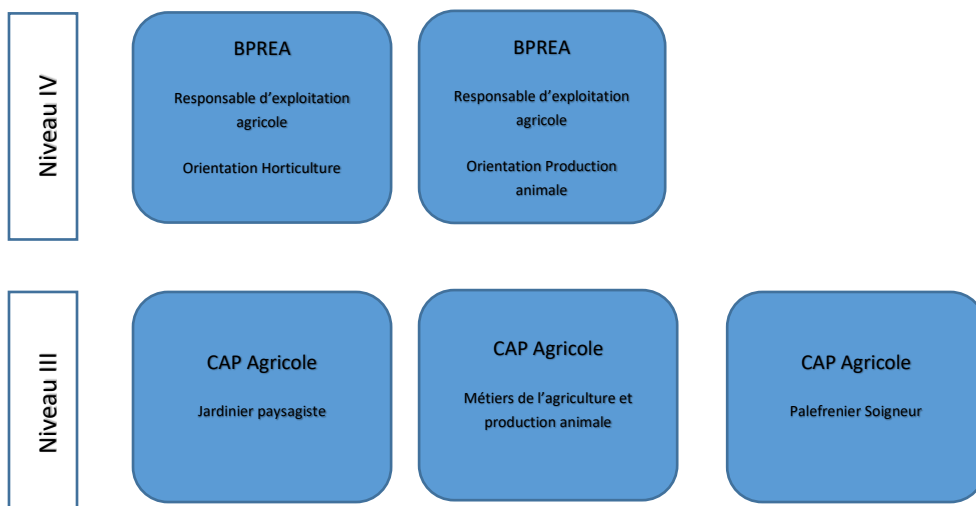 Niveau IV
BPREA
Responsable d’exploitation
agricole
Orientation Horticulture
BPREA
Responsable d’exploitation
agricole
Orientation Production
animale
Niveau III
CAP Agricole
Jardinier paysagiste
CAP Agricole
Métiers de l’agriculture et
production animale
CAP Agricole
Palefrenier Soigneur